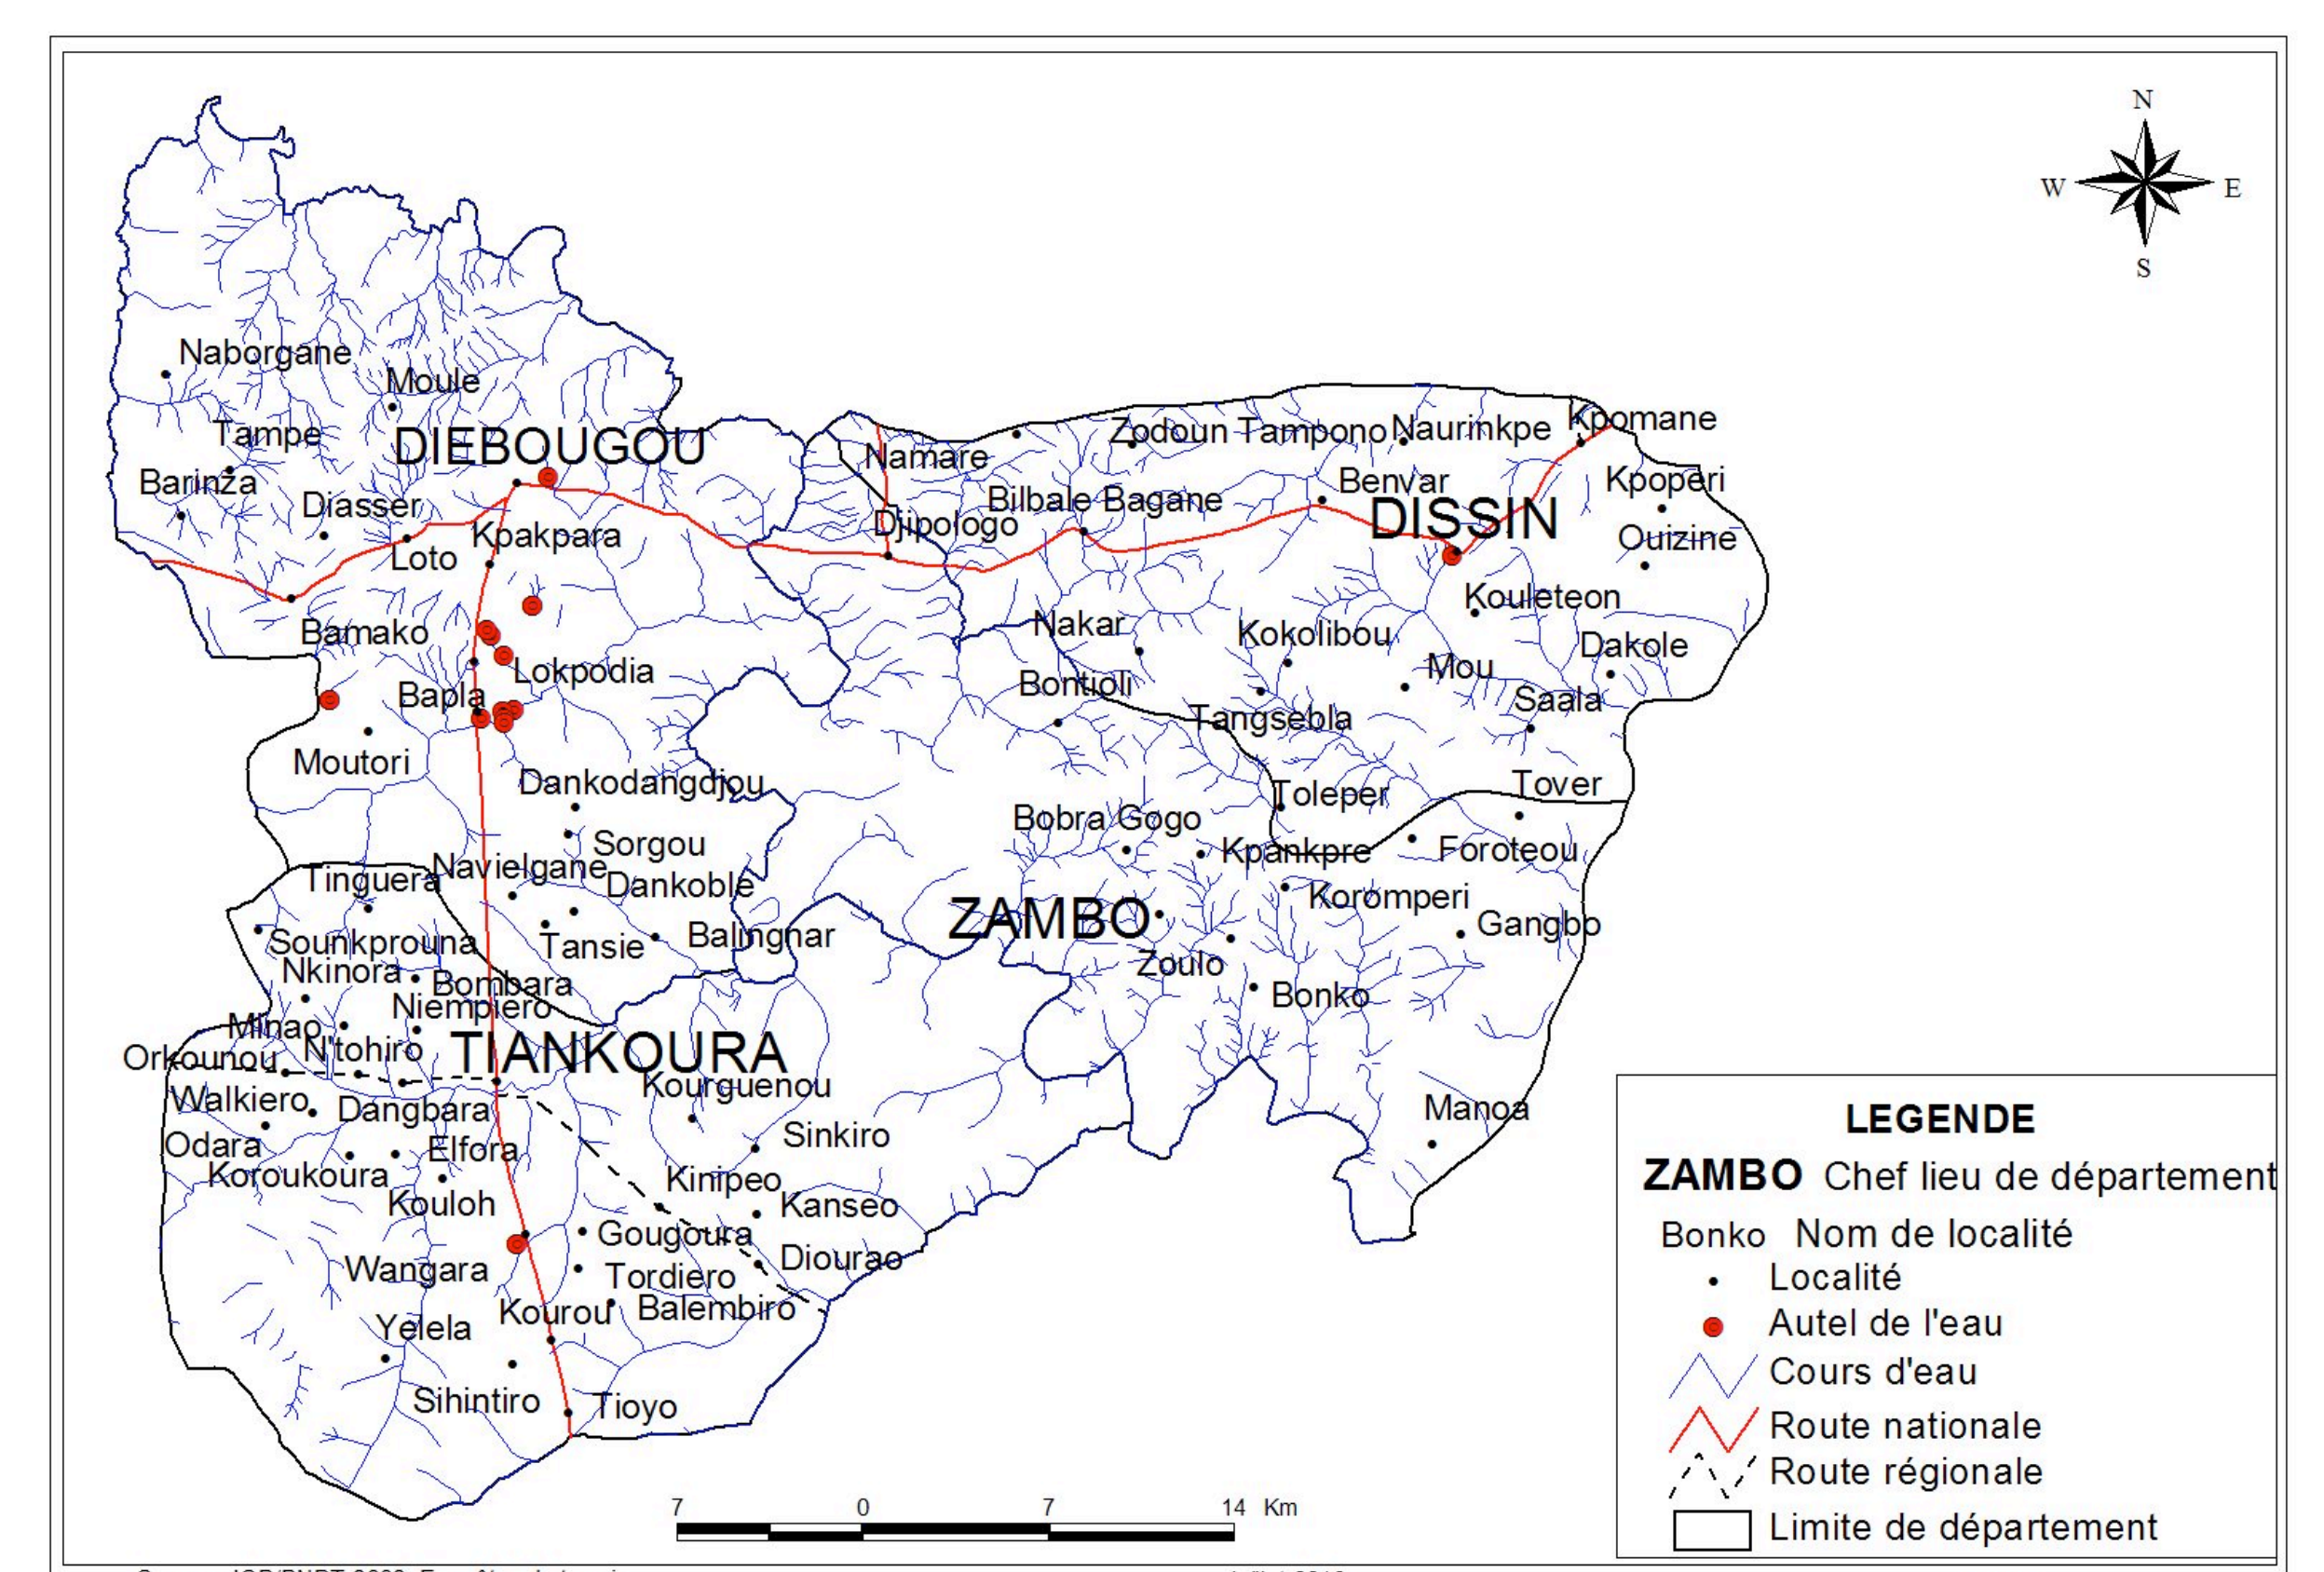 N
W E
S
Naborgane
Moule
Tampe
DIEBOUGOU
Barinza
Diasser
Loto
Kpakpara
Namare
Djipologo
Bilbale Bagane
Zodoun Tampono
Naurinkpe
Kpomane
Benvar
DISSIN
Kpoperi
Ouizine
Kouleteon
Bamako
Lokpodia
Bapla
Moutori
Nakar
Kokolibou
Mou
Dakole
Bontioli
Tangsebla
Saala
Dankodangdjou
Toleper
Tover
Bobra Gogo
Sorgou
Kpankpre
Foroteou
Tinguera
Navielgane
Dankoble
Koromperi
ZAMBO
Gangbo
Sounkprouna
Tansie
Balingnar
Nkinora
Bombara
Zoulo
Niempiero
Bonko
Minao
N'tohiro
TIANKOURA
Orkounou
Kourguenou
Walkiero
Dangbara
Manoa
Odara
Elfora
Sinkiro
Koroukoura
Kinipeo
Kouloh
Kanseo
Gougoura
Wangara
Diourao
Tordiero
Kourou
Balembiro
Yelela
Sihintiro
Tioyo
LEGENDE
ZAMBO Chef lieu de département
Bonko Nom de localité
Localité
Autel de l'eau
Cours d'eau
Route nationale
Route régionale
Limite de département
7 0 7 14 Km